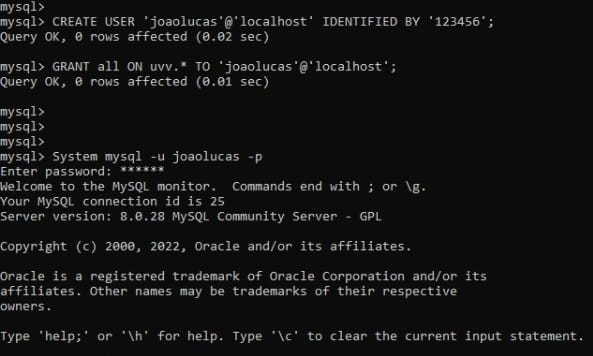 mysql>
mysql> CREATE USER 'joaolucas'@'localhost' IDENTIFIED BY '123456';
Query OK, 0 rows affected (0.02 sec)
mysql> GRANT all ON uvv.* TO 'joaolucas'@'localhost';
Query OK, 0 rows affected (0.01 sec)
mysql>
mysql>
mysql>
mysql> System mysql -u joaolucas -p
Enter password: ******
Welcome to the MySQL monitor.  Commands end with ; or \g.
Your MySQL connection id is 25
Server version: 8.0.28 MySQL Community Server - GPL
Copyright (c) 2000, 2022, Oracle and/or its affiliates.
Oracle is a registered trademark of Oracle Corporation and/or its
affiliates. Other names may be trademarks of their respective
owners.
Type 'help;' or '\h' for help. Type '\c' to clear the current input statement.